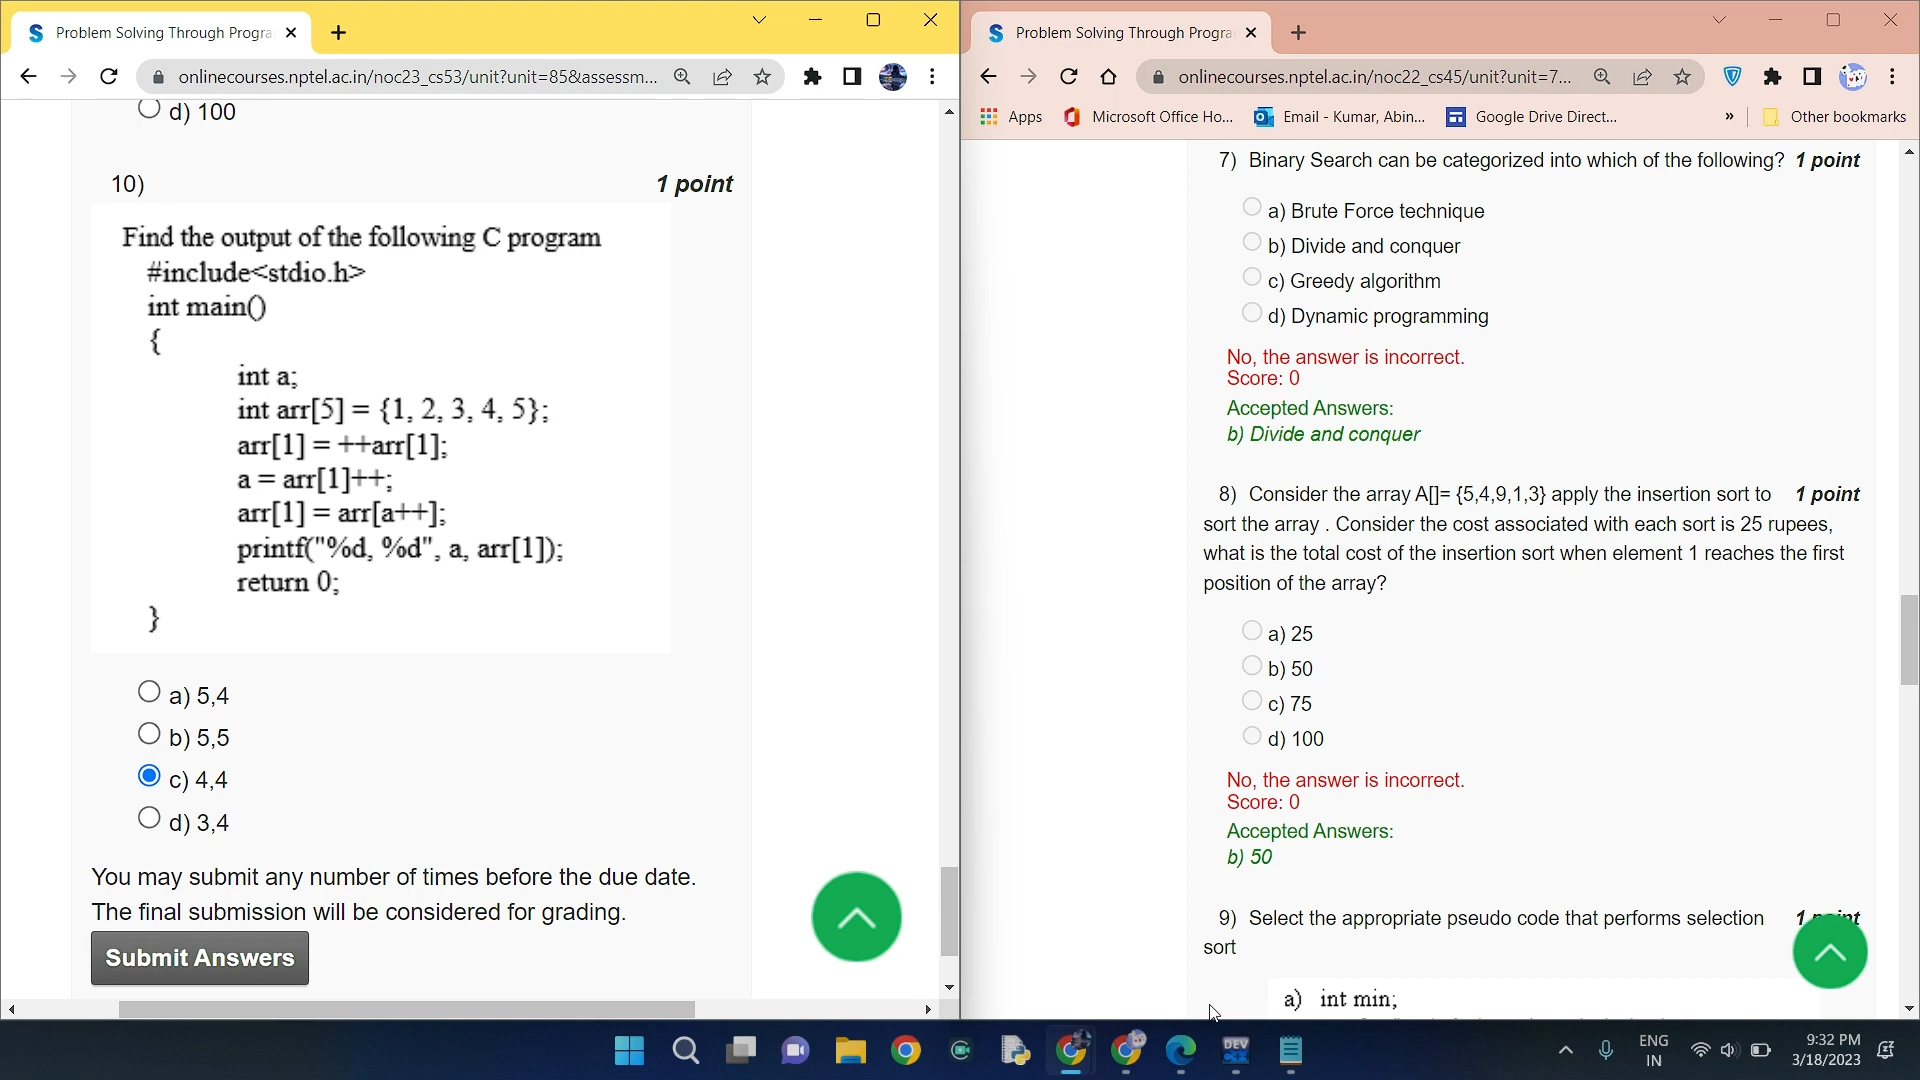 Problem Solving Through Progra
onlinecourses.nptel.ac.in/noc23_cs53/unit?unit=85&assessm...
d) 100
10)
1 point
Find the output of the following C program
#include<stdio.h>
int main()
{
int a;
int arr[5] = {1, 2, 3, 4, 5};
arr[1] = ++arr[1];
a = arr[1]++;
arr[1] = arr[a++];
printf("%d, %d", a, arr[1]);
return 0;
}
a) 5,4
b) 5,5
c) 4,4
d) 3,4
You may submit any number of times before the due date.
The final submission will be considered for grading.
Submit Answers
Problem Solving Through Progra
onlinecourses.nptel.ac.in/noc22_cs45/unit?unit=7...
Apps
Microsoft Office Ho...
Email - Kumar, Abin...
Google Drive Direct...
»
Other bookmarks
7) Binary Search can be categorized into which of the following? 1 point
a) Brute Force technique
b) Divide and conquer
c) Greedy algorithm
d) Dynamic programming
No, the answer is incorrect.
Score: 0
Accepted Answers:
b) Divide and conquer
8) Consider the array A[]= {5,4,9,1,3} apply the insertion sort to 1 point
sort the array . Consider the cost associated with each sort is 25 rupees,
what is the total cost of the insertion sort when element 1 reaches the first
position of the array?
a) 25
b) 50
c) 75
d) 100
No, the answer is incorrect.
Score: 0
Accepted Answers:
b) 50
9) Select the appropriate pseudo code that performs selection 1 point
sort
a) int min;
DEV
ENG
IN
9:32 PM
3/18/2023